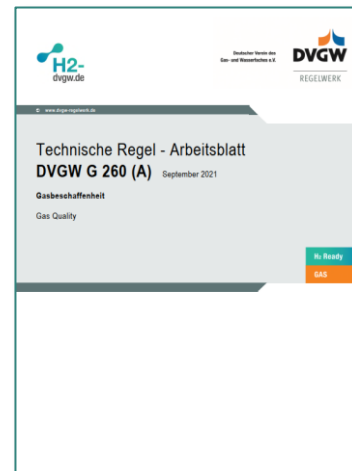 H2-
dvgw.de
Deutscher Verein des
Gas- und Wasserfaches e.V.
DVGW
REGELWERK
www.dvgw-regelwerk.de
Technische Regel - Arbeitsblatt
DVGW G 260 (A) September 2021
Gasbeschaffenheit
Gas Quality
H₂ Ready
GAS